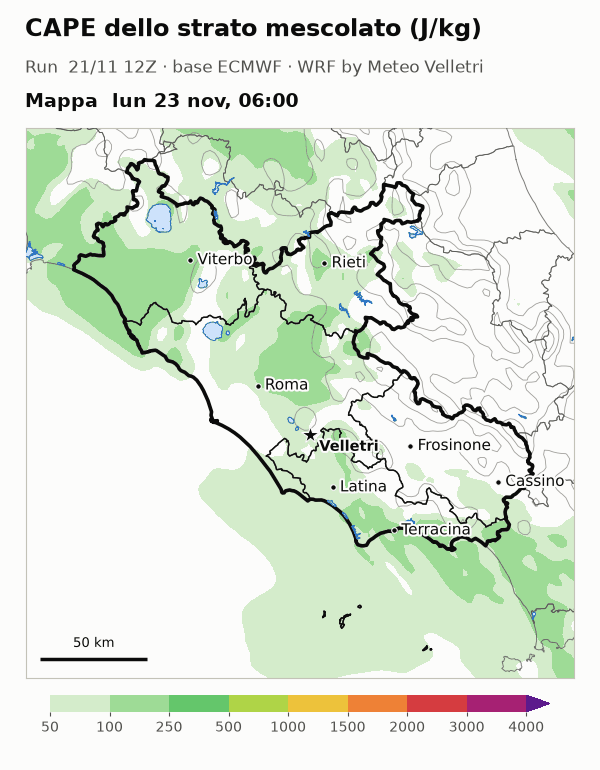 CAPE dello strato mescolato (J/kg)
Run  21/11 12Z · base ECMWF · WRF by Meteo Velletri
Mappa  lun 23 nov, 06:00
Viterbo
Rieti
Roma
Velletri
Frosinone
Latina
Cassino
Terracina
50 km
50 100 250 500 1000 1500 2000 3000 4000